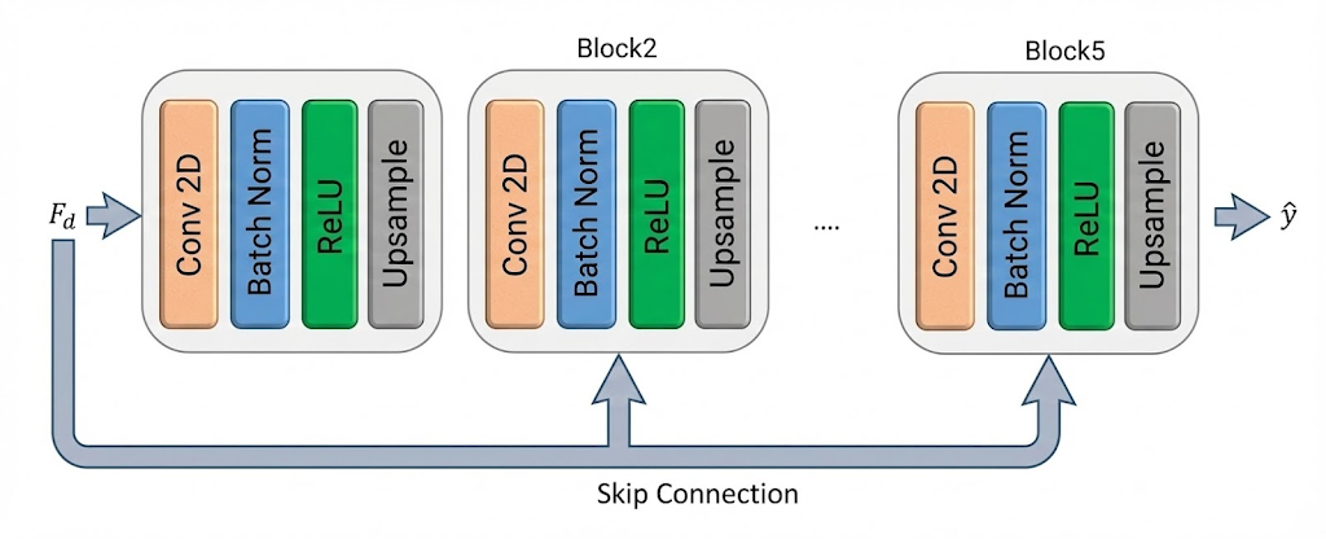 Block2
Block5
F_d
Conv 2D
Batch Norm
ReLU
Upsample
Conv 2D
Batch Norm
ReLU
Upsample
....
Conv 2D
Batch Norm
ReLU
Upsample
ŷ
Skip Connection